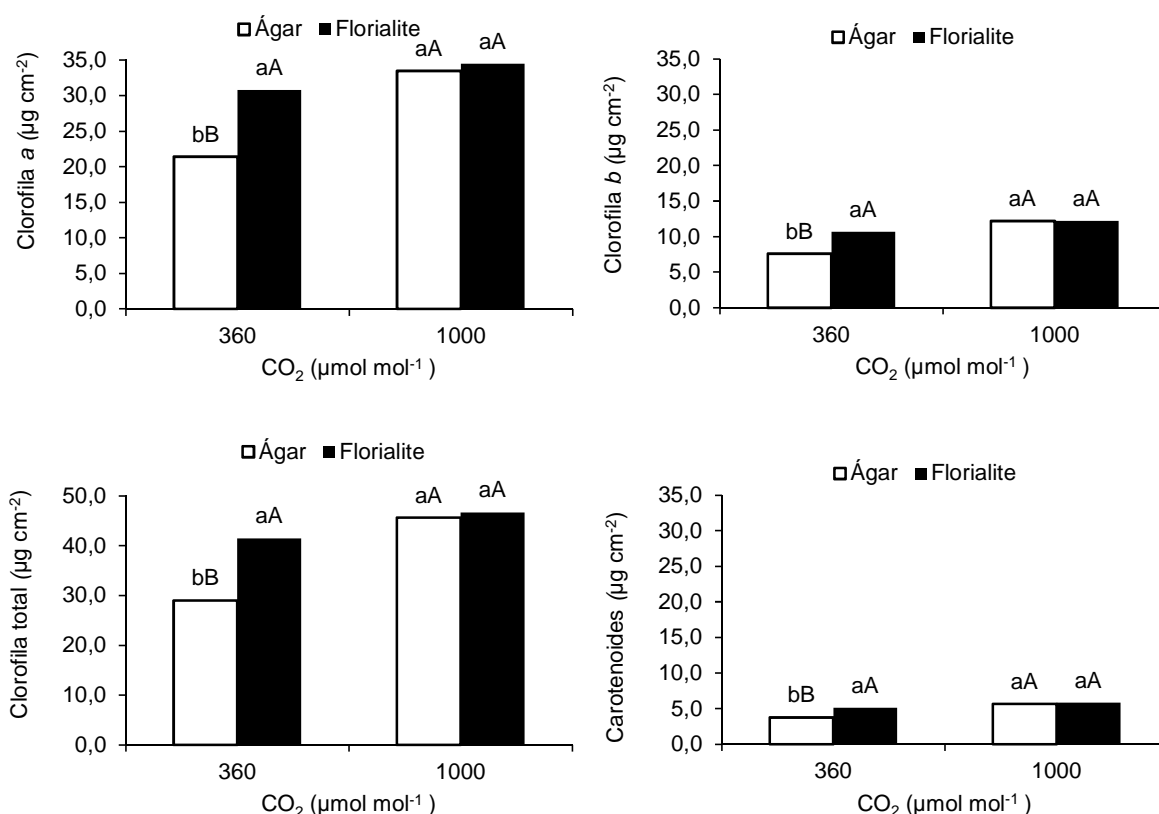 Ágar Florialite
Clorofila a (µg cm-2)
35,0
30,0
25,0
20,0
15,0
10,0
5,0
0,0
bB aA aA aA
360 1000
CO2 (µmol mol-1 )
Ágar Florialite
Clorofila b (µg cm-2)
35,0
30,0
25,0
20,0
15,0
10,0
5,0
0,0
bB aA aA aA
360 1000
CO2 (µmol mol-1 )
Ágar Florialite
Clorofila total (µg cm-2)
50,0
40,0
30,0
20,0
10,0
0,0
bB aA aA aA
360 1000
CO2 (µmol mol-1 )
Ágar Florialite
Carotenoides (µg cm-2)
35,0
30,0
25,0
20,0
15,0
10,0
5,0
0,0
bB aA aA aA
360 1000
CO2 (µmol mol-1 )